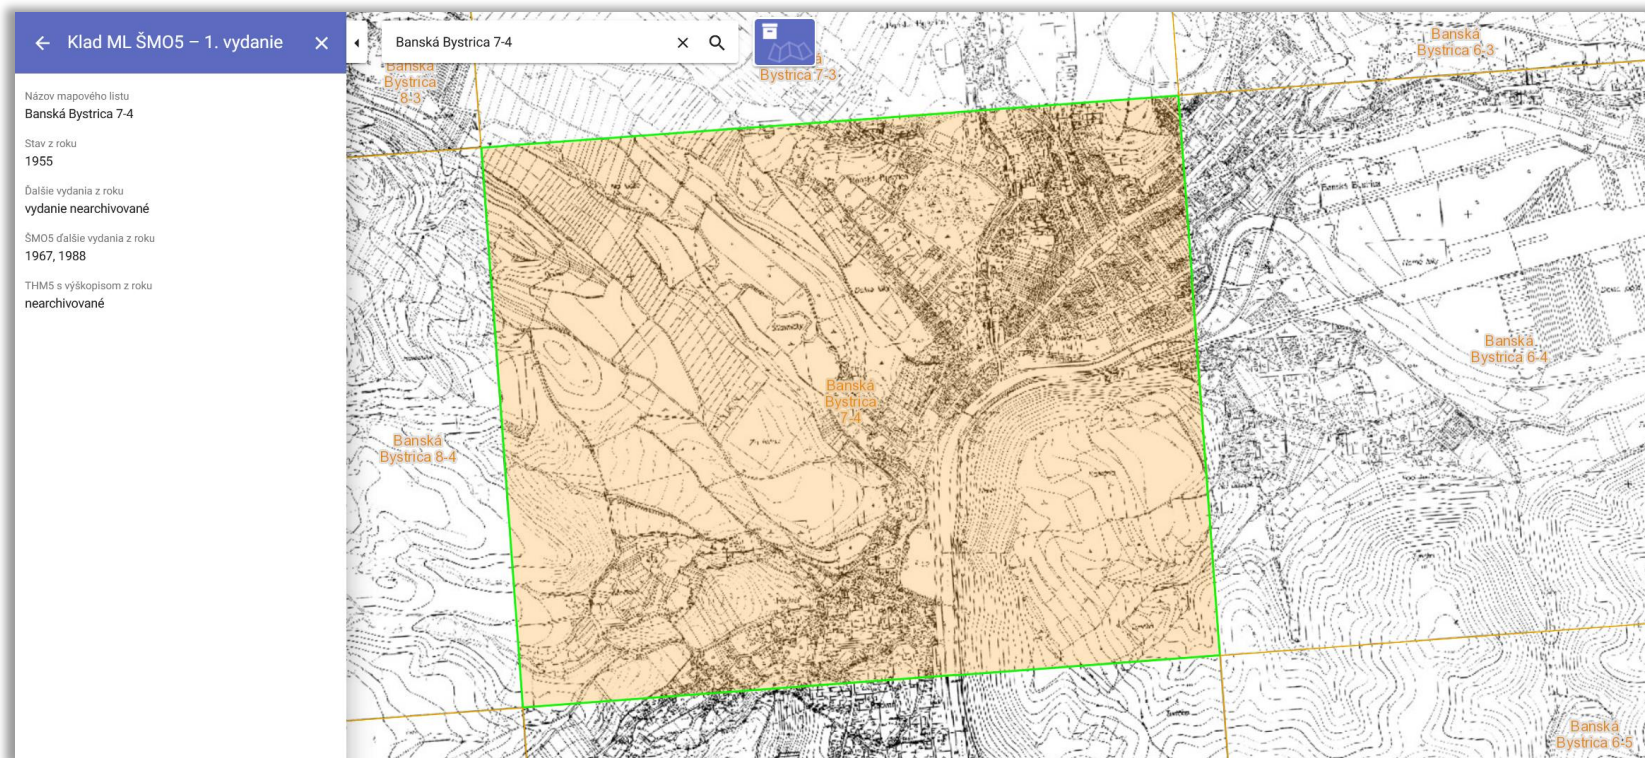 Klad ML ŠMO5 – 1. vydanie
Názov mapového listu
Banská Bystrica 7-4
Stav z roku
1955
Ďalšie vydania z roku
vydanie nearchivované
ŠMO5 ďalšie vydania z roku
1967, 1988
THM5 s výškopisom z roku
nearchivované
Banská Bystrica 7-4
Banská
Bystrica
8-3
Bystrica 7-3
Banská
Bystrica 6-3
Banská
Bystrica
7-4
Banská
Bystrica 6-4
Banská
Bystrica 8-4
Banská
Bystrica 6-5